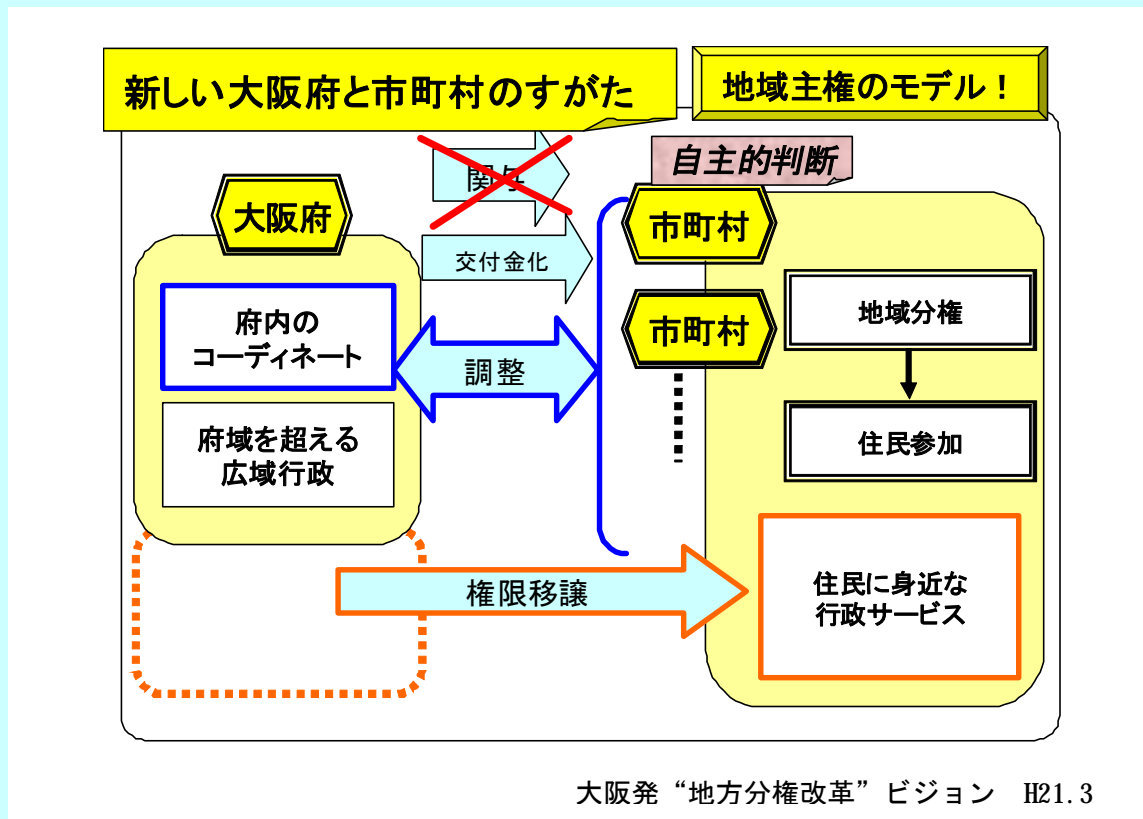 新しい大阪府と市町村のすがた
地域主権のモデル！
関与
自主的判断
大阪府
市町村
交付金化
市町村
府内の
コーディネート
調整
地域分権
府域を超える
広域行政
住民参加
権限移譲
住民に身近な
行政サービス
大阪発“地方分権改革”ビジョン　H21.3